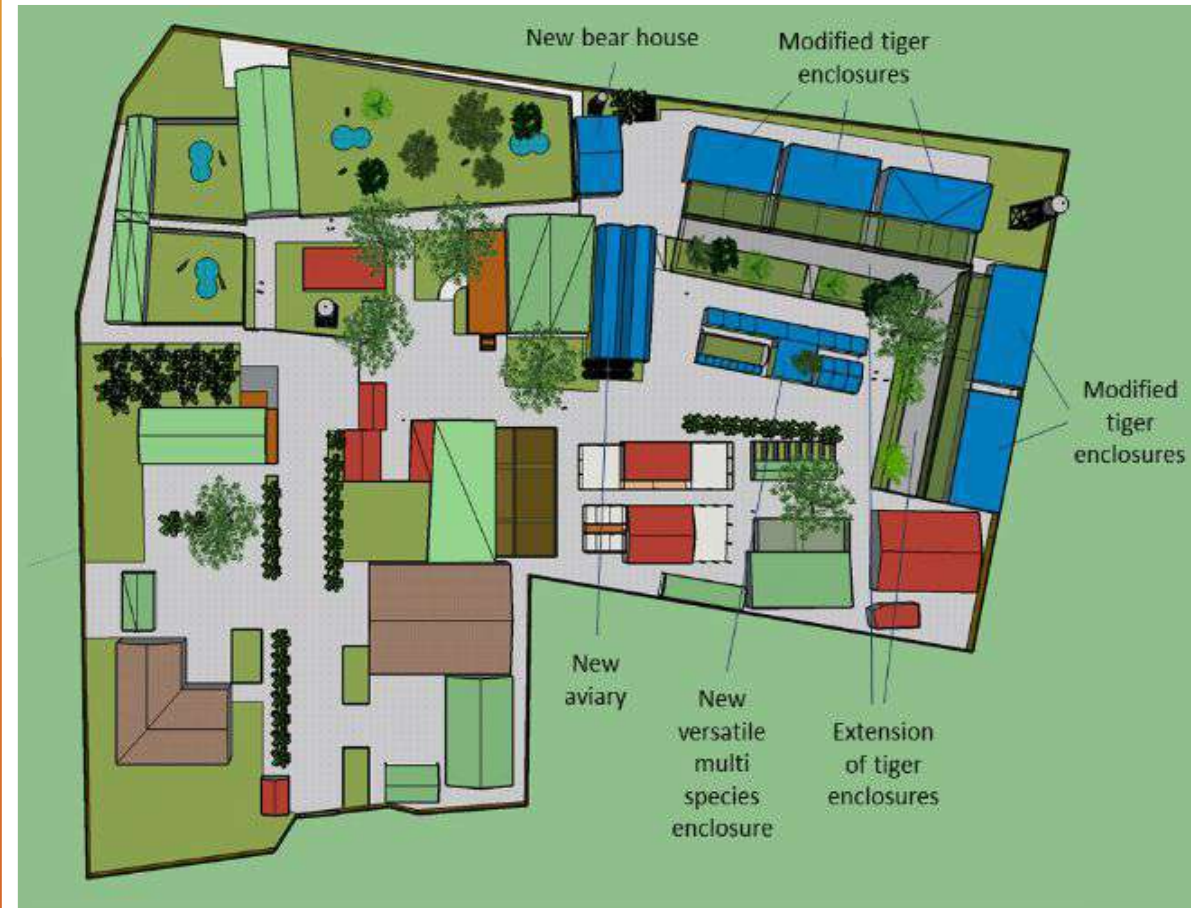 New bear house
Modified tiger
enclosures
Modified
tiger
enclosures
New
aviary
New
versatile
multi
species
enclosure
Extension
of tiger
enclosures